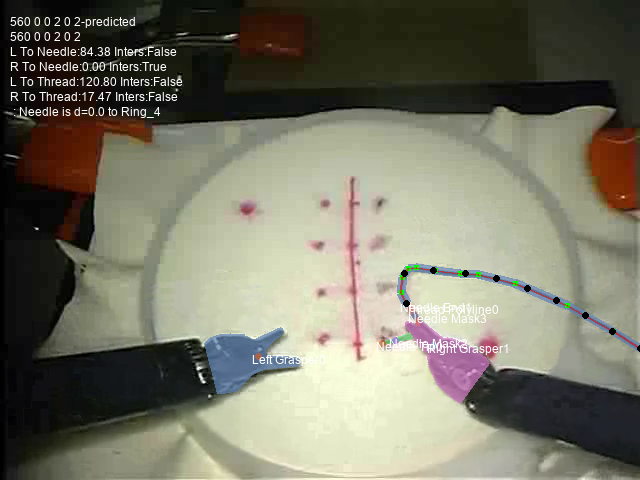 560 0 0 2 0 2-predicted
560 0 0 2 0 2
L To Needle:84.38 Inters:False
R To Needle:0.00 Inters:True
L To Thread:120.80 Inters:False
R To Thread:17.47 Inters:False
: Needle is d=0.0 to Ring_4
Needle Mask3
Left Grasper
Right Grasper1